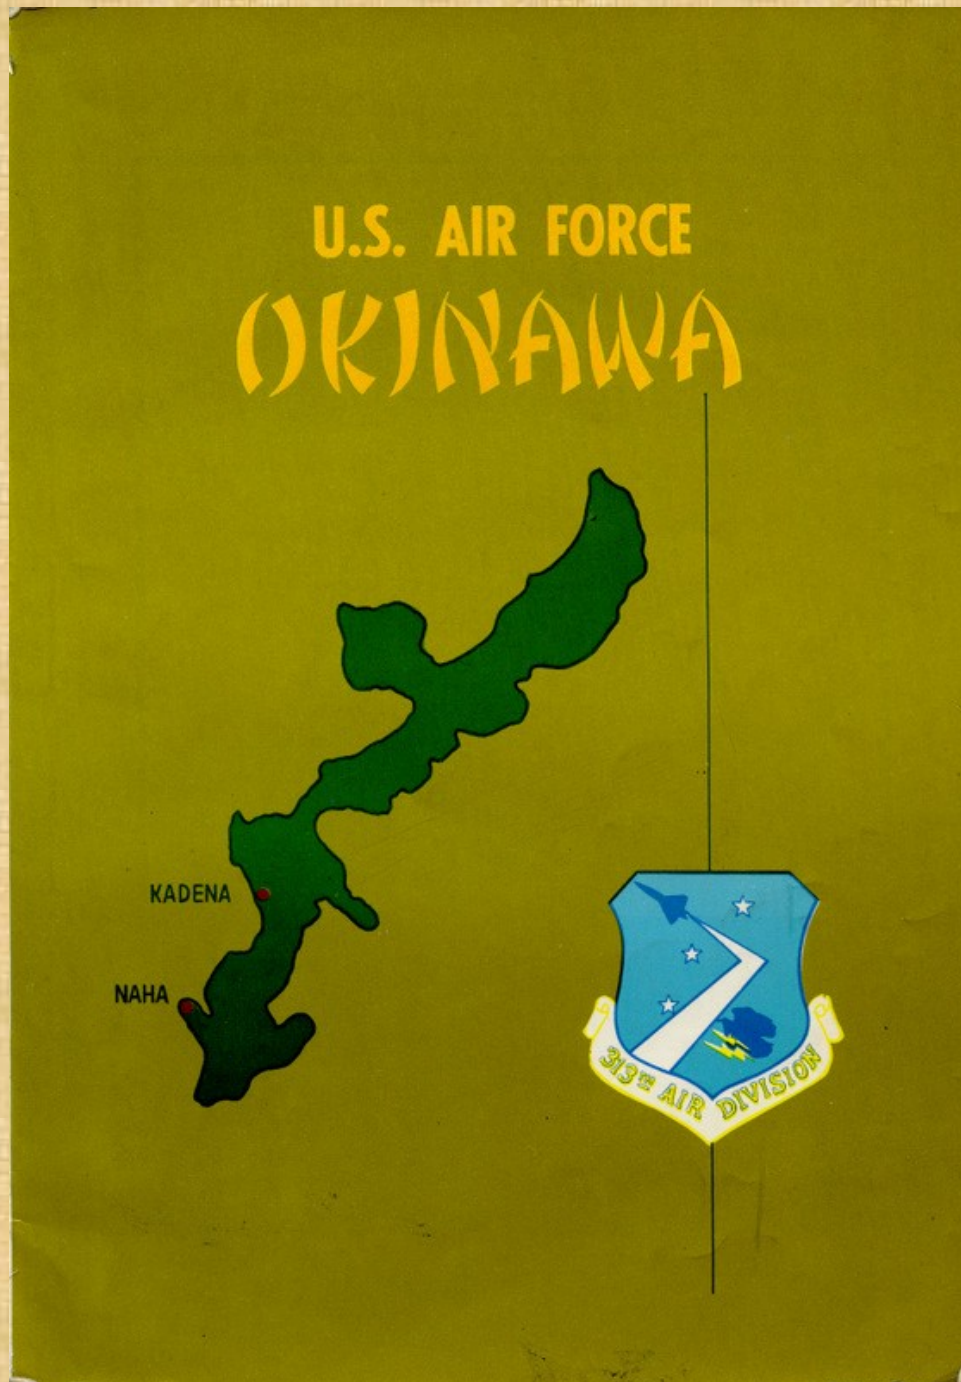 U.S. AIR FORCE
OKINAWA
KADENA
NAHA
313TH AIR DIVISION